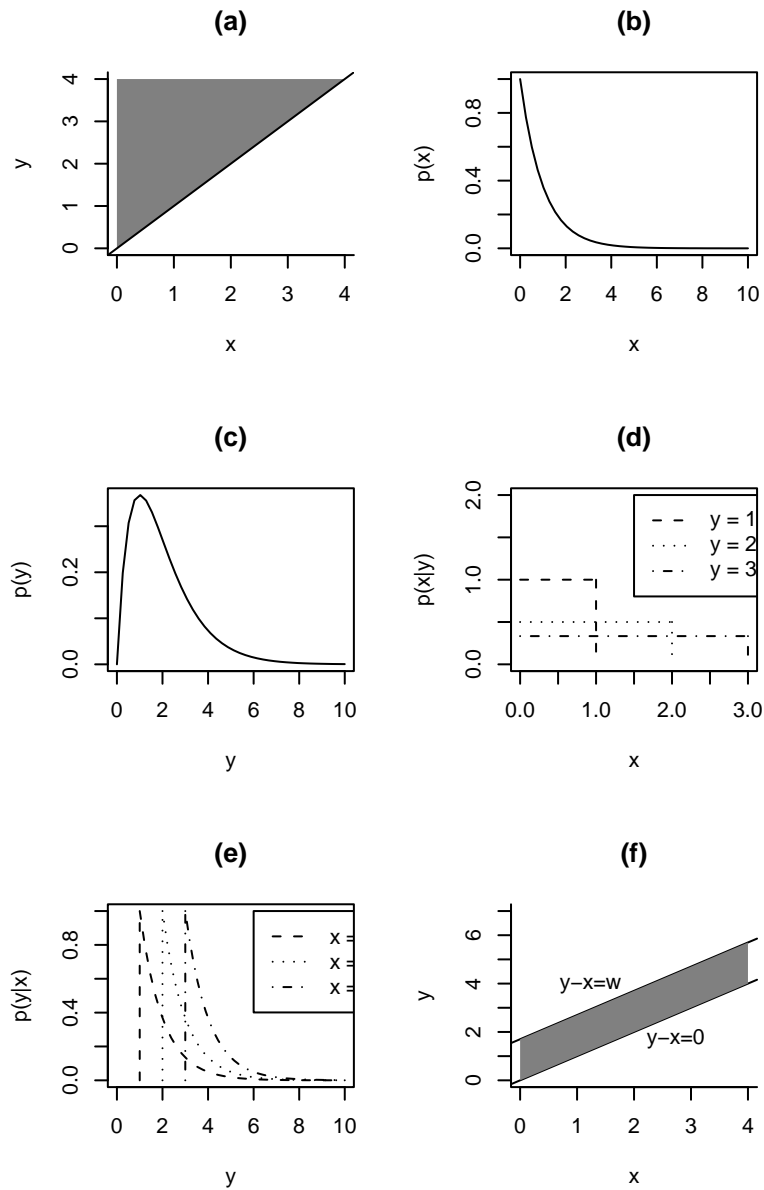 (a)
y
4
3
2
1
0
0 1 2 3 4
x
(b)
p(x)
0.8
0.4
0.0
0 2 4 6 8 10
x
(c)
p(y)
0.2
0.0
0 2 4 6 8 10
y
(d)
p(x|y)
2.0
1.0
0.0
y = 1
y = 2
y = 3
0.0 1.0 2.0 3.0
x
(e)
p(y|x)
0.8
0.4
0.0
x =
x =
x =
0 2 4 6 8 10
y
(f)
y
6
4
2
0
y−x=w
y−x=0
0 1 2 3 4
x